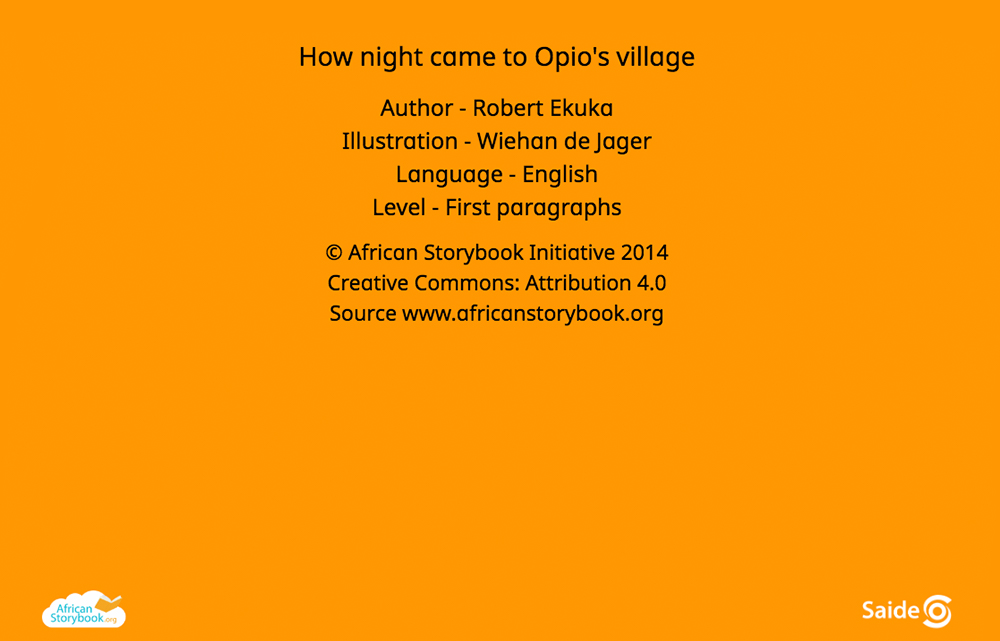 How night came to Opio's village
Author - Robert Ekuka
Illustration - Wiehan de Jager
Language - English
Level - First paragraphs
© African Storybook Initiative 2014
Creative Commons: Attribution 4.0
Source www.africanstorybook.org
African
Storybook.org
Saide